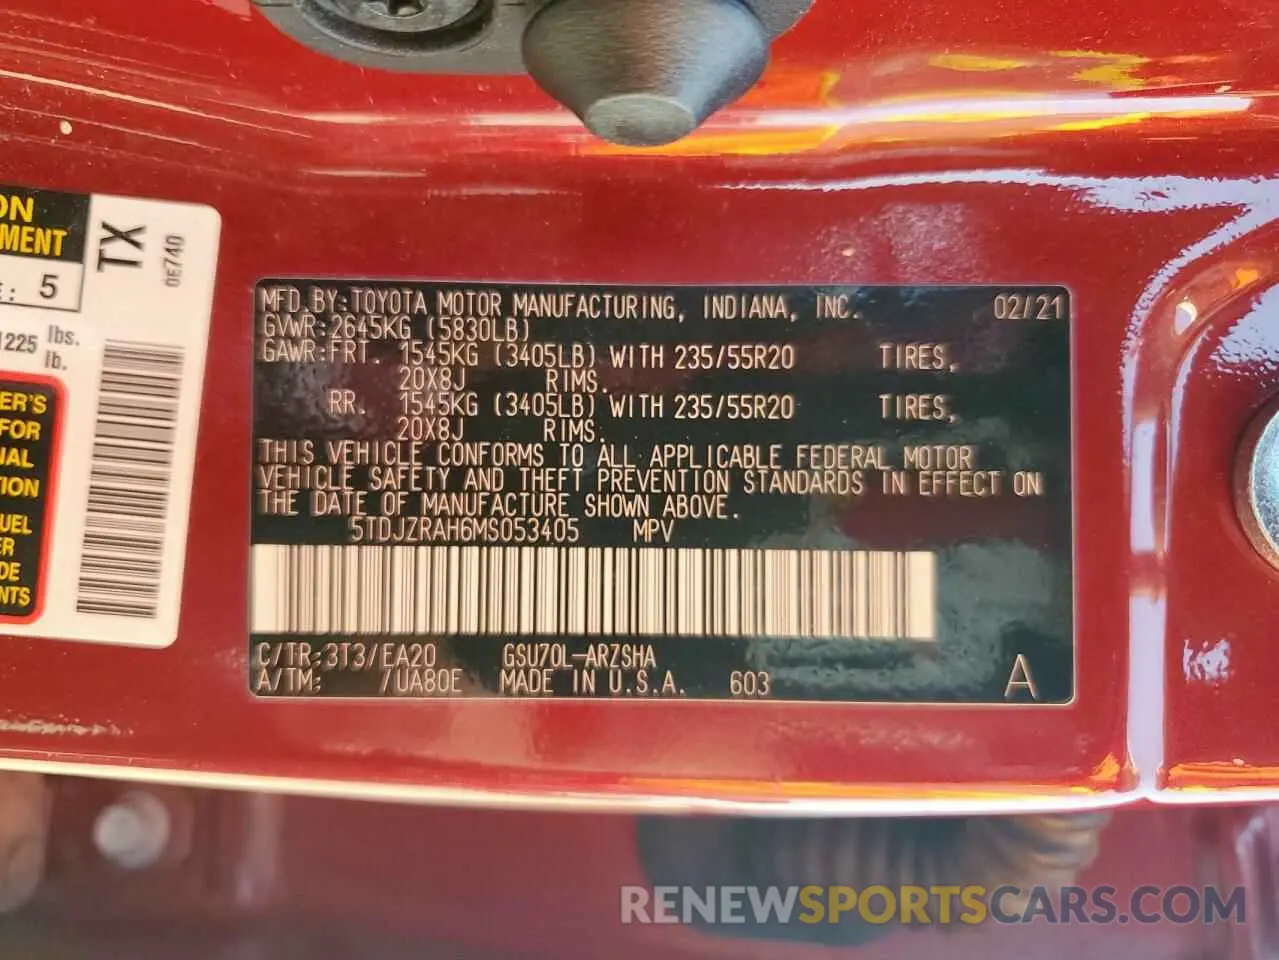 ON
MENT
E: 5
TX
0E740
1225 lbs.
lb.
ER'S
FOR
NAL
TION
UEL
ER
DE
NTS
MFD. BY: TOYOTA MOTOR MANUFACTURING, INDIANA, INC. 02/21
GVWR: 2645KG (5830LB)
GAWR: FRT. 1545KG (3405LB) WITH 235/55R20 TIRES,
20X8J RIMS.
RR. 1545KG (3405LB) WITH 235/55R20 TIRES,
20X8J RIMS.
THIS VEHICLE CONFORMS TO ALL APPLICABLE FEDERAL MOTOR
VEHICLE SAFETY AND THEFT PREVENTION STANDARDS IN EFFECT ON
THE DATE OF MANUFACTURE SHOWN ABOVE.
5TDJZRAH6MS053405 MPV
C/TR: 3T3/EA20 GSU70L-ARZSHA
A/TM: /UA80E MADE IN U.S.A. 603 A
RENEWSPORTSCARS.COM